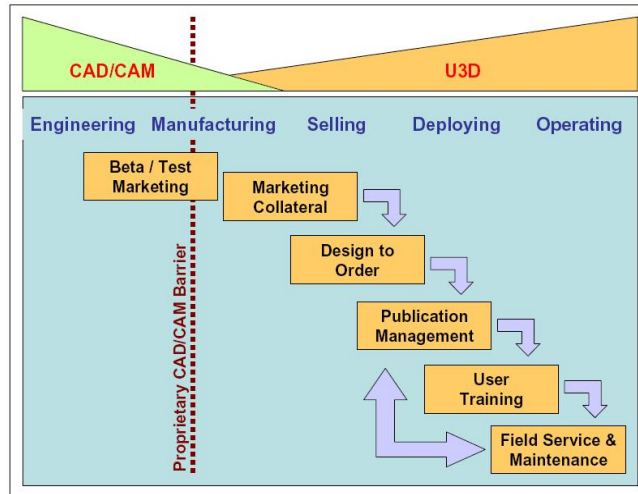 CAD/CAM
U3D
Engineering Manufacturing Selling Deploying Operating
Beta / Test
Marketing
Marketing
Collateral
Design to
Order
Publication
Management
User
Training
Field Service &
Maintenance
Proprietary CAD/CAM Barrier